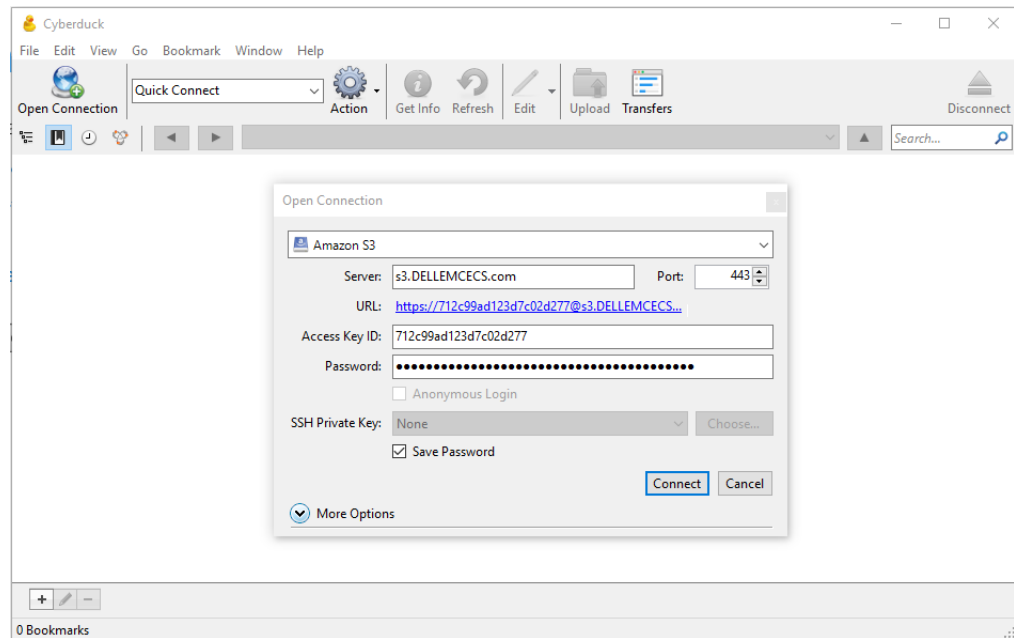 Cyberduck
File Edit View Go Bookmark Window Help
Quick Connect
Open Connection Action Get Info Refresh Edit Upload Transfers Disconnect
Search...
Open Connection
Amazon S3
Server: s3.DELLEMCECS.com Port: 443
URL: https://712c99ad123d7c02d277@s3.DELLEMCECS...
Access Key ID: 712c99ad123d7c02d277
Password: ••••••••••••••••••••••••••••••••••••••••
Anonymous Login
SSH Private Key: None Choose...
Save Password
Connect Cancel
More Options
0 Bookmarks